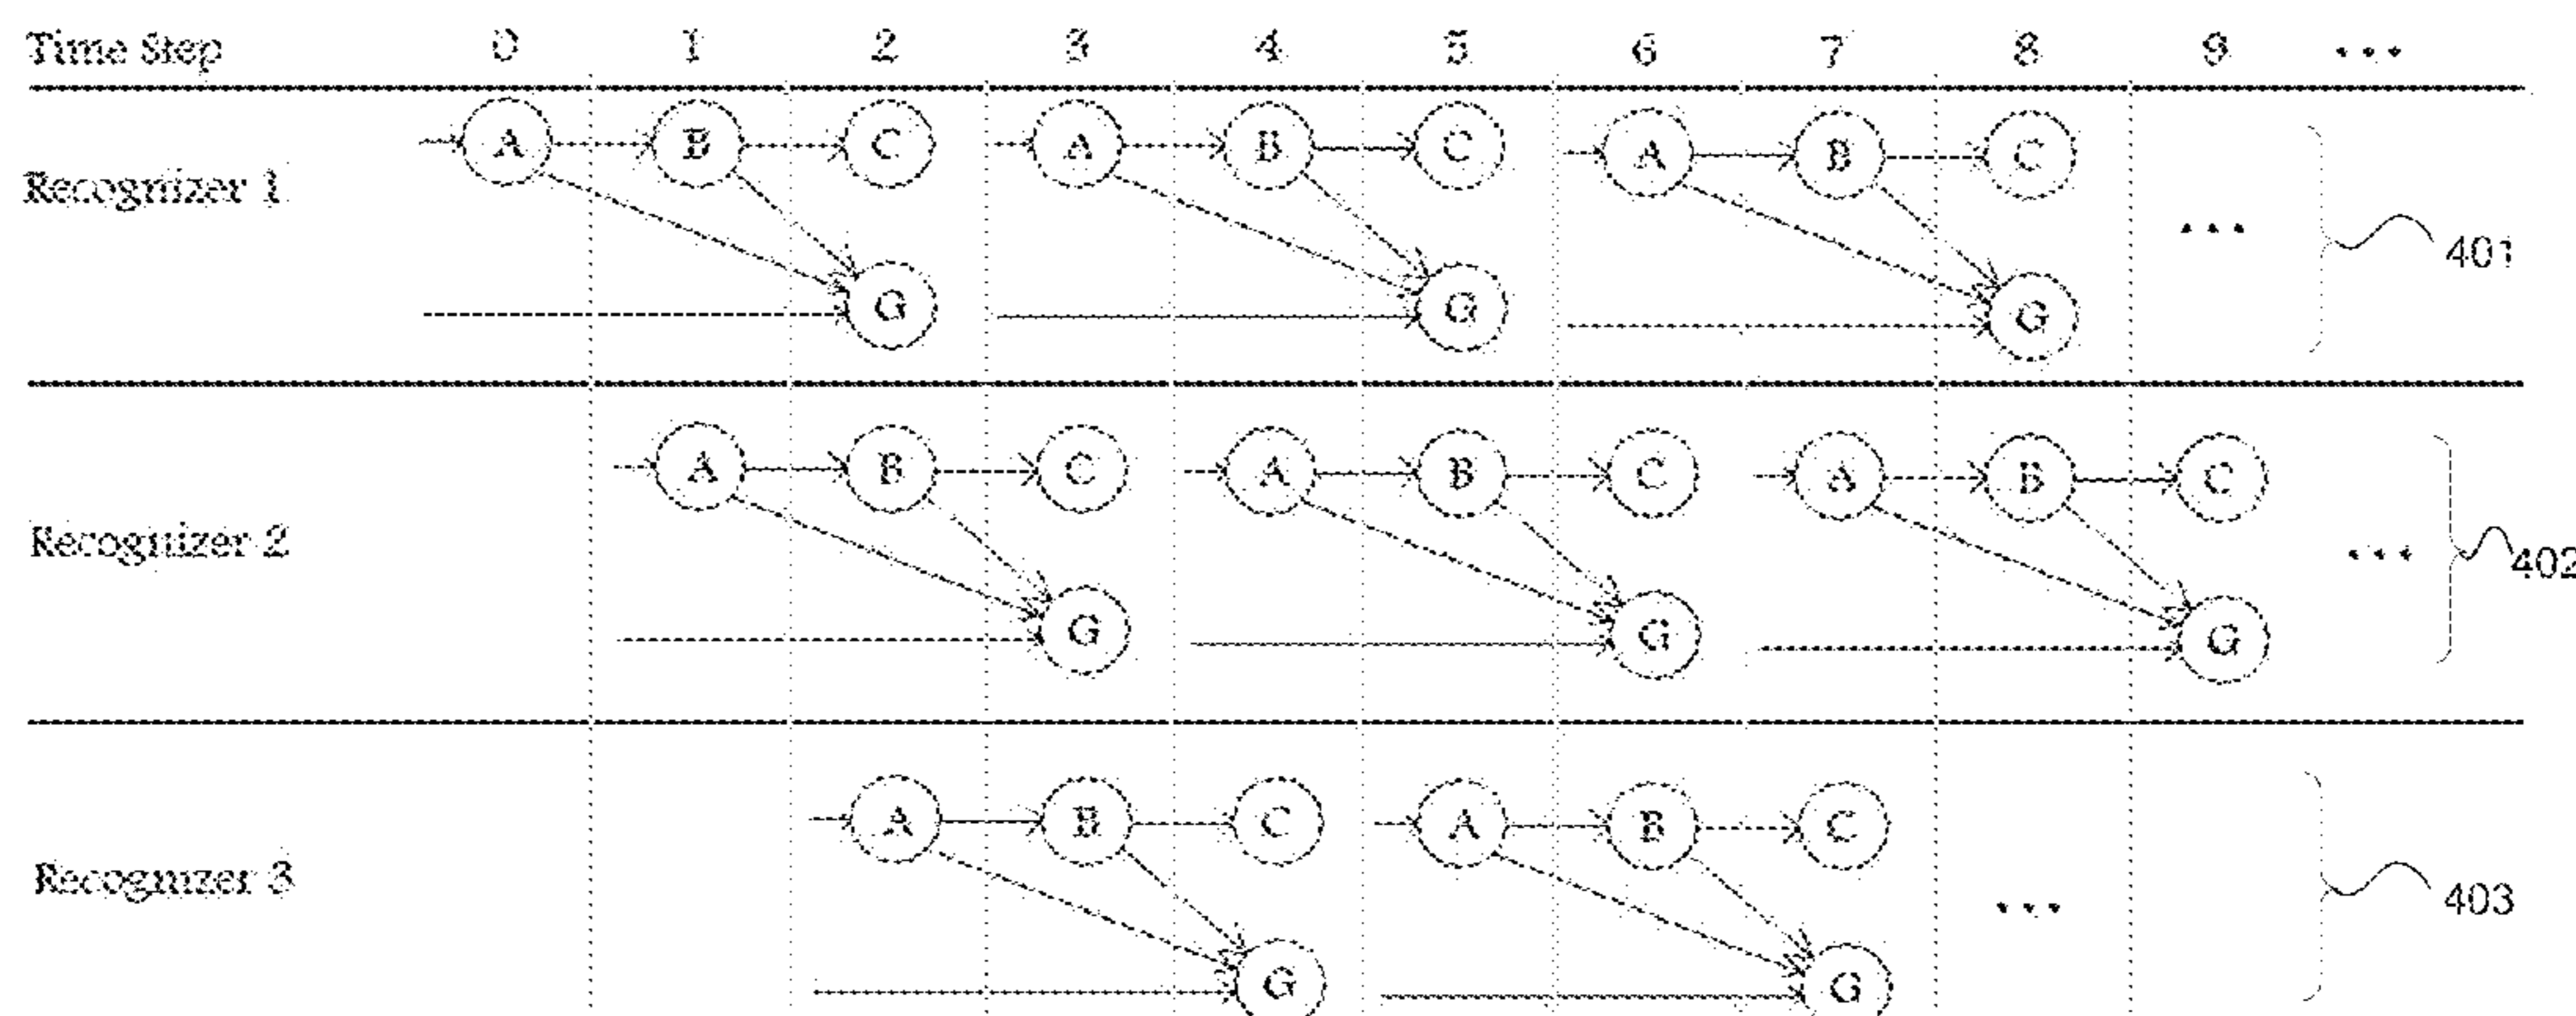 Time Step 0 1 2 3 4 5 6 7 8 9 •••
A B C A B C A B C
Recognizer 1 ••• 401
G G G
A B C A B C A B C
Recognizer 2 ••• 402
G G G
A B C A B C
Recognizer 3 ••• 403
G G